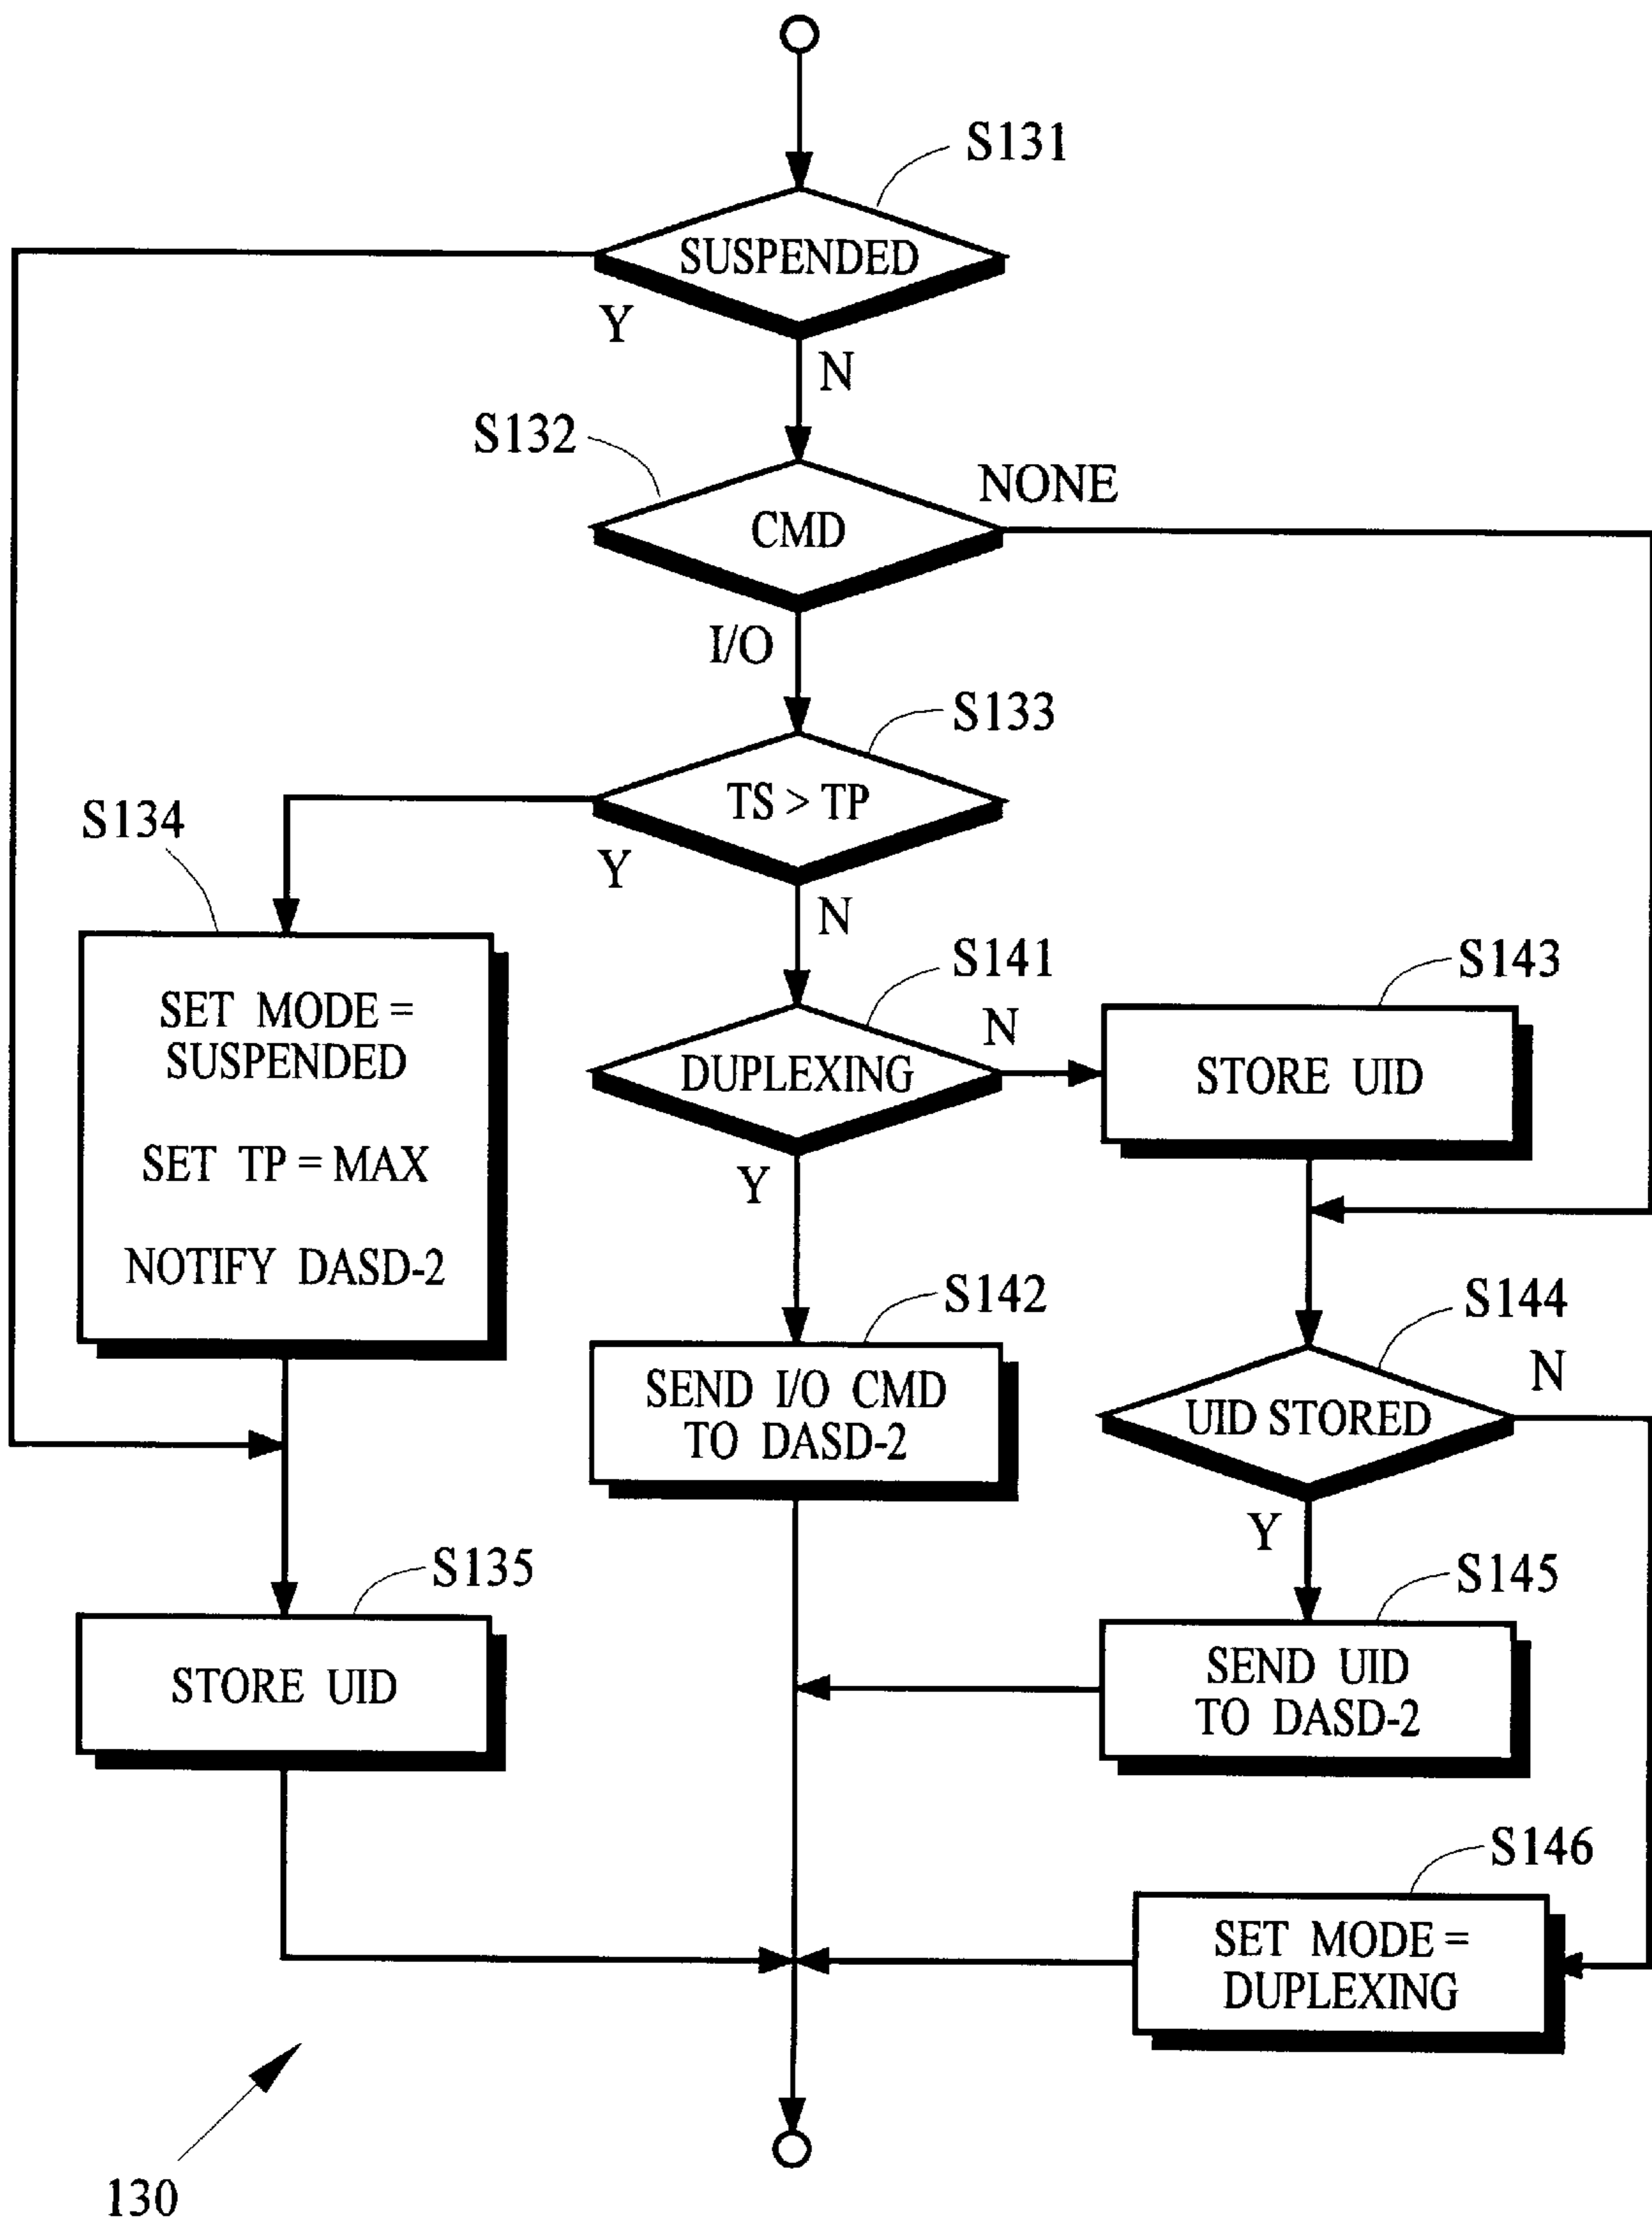 S131
SUSPENDED
Y
N
S132
NONE
CMD
I/O
S133
TS > TP
Y
N
S134
SET MODE =
SUSPENDED
SET TP = MAX
NOTIFY DASD-2
S141
DUPLEXING
N
Y
S143
STORE UID
S142
SEND I/O CMD
TO DASD-2
S144
UID STORED
N
Y
S135
STORE UID
S145
SEND UID
TO DASD-2
S146
SET MODE =
DUPLEXING
130